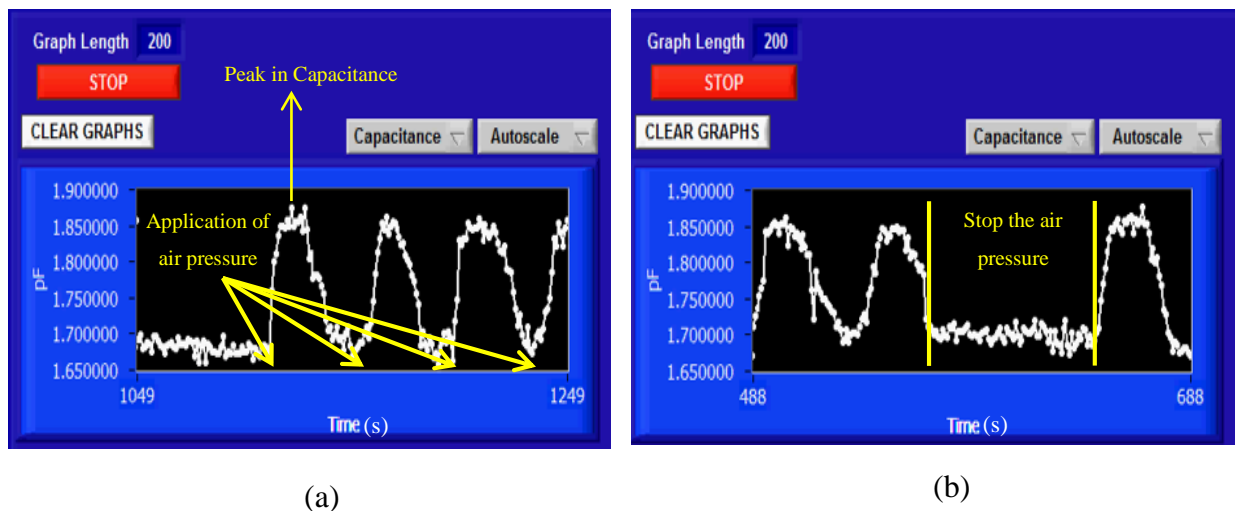 Graph Length 200
STOP
Peak in Capacitance
CLEAR GRAPHS
Capacitance
Autoscale
1.900000
1.850000
1.800000
1.750000
1.700000
1.650000
pF
Application of
air pressure
1049
1249
Time (s)
(a)
Graph Length 200
STOP
CLEAR GRAPHS
Capacitance
Autoscale
1.900000
1.850000
1.800000
1.750000
1.700000
1.650000
pF
Stop the air
pressure
488
688
Time (s)
(b)